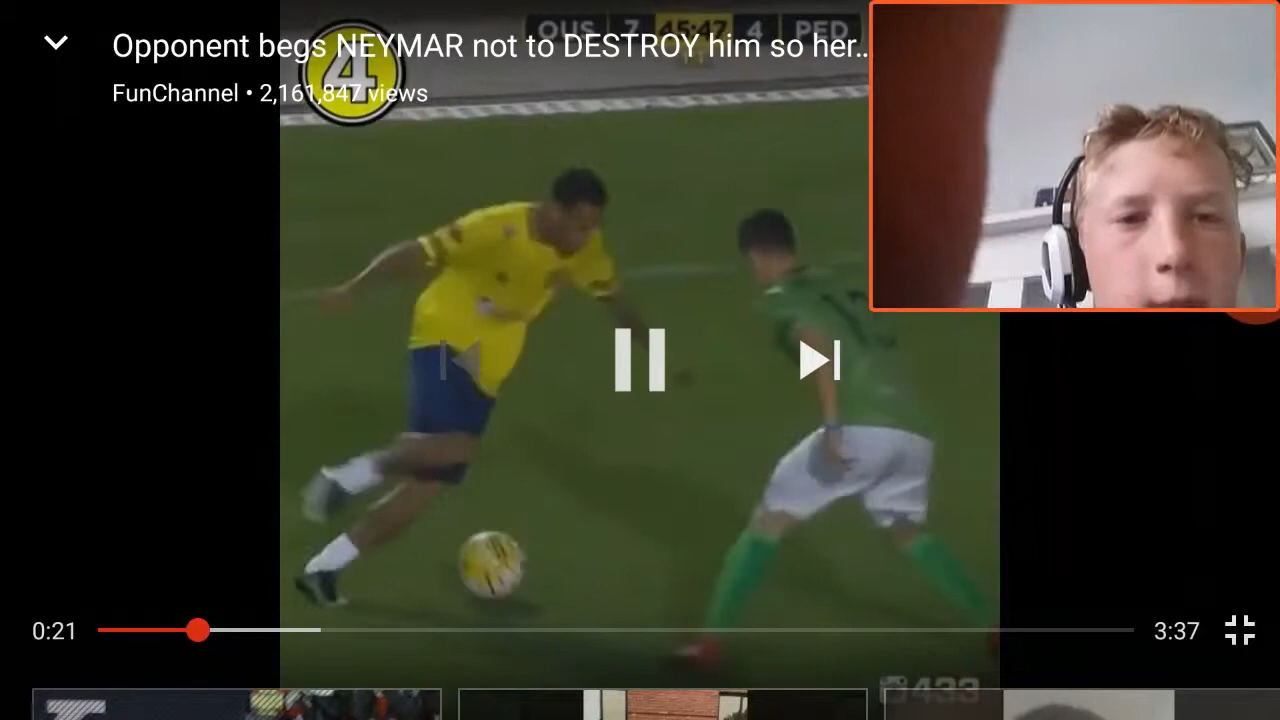 OUS 7 45:47 4 PED
Opponent begs NEYMAR not to DESTROY him so her...
4
FunChannel • 2,161,847 views
0:21
3:37
433